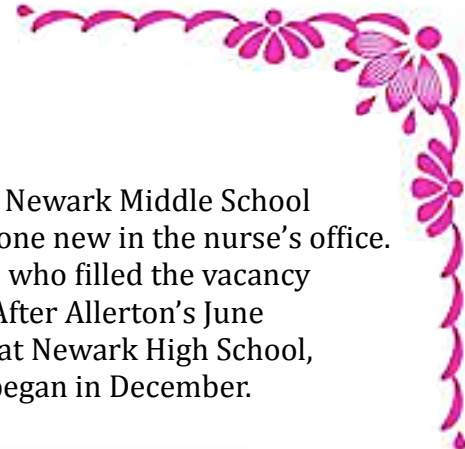 Newark Middle School
one new in the nurse’s office.
who filled the vacancy
After Allerton’s June
at Newark High School,
began in December.